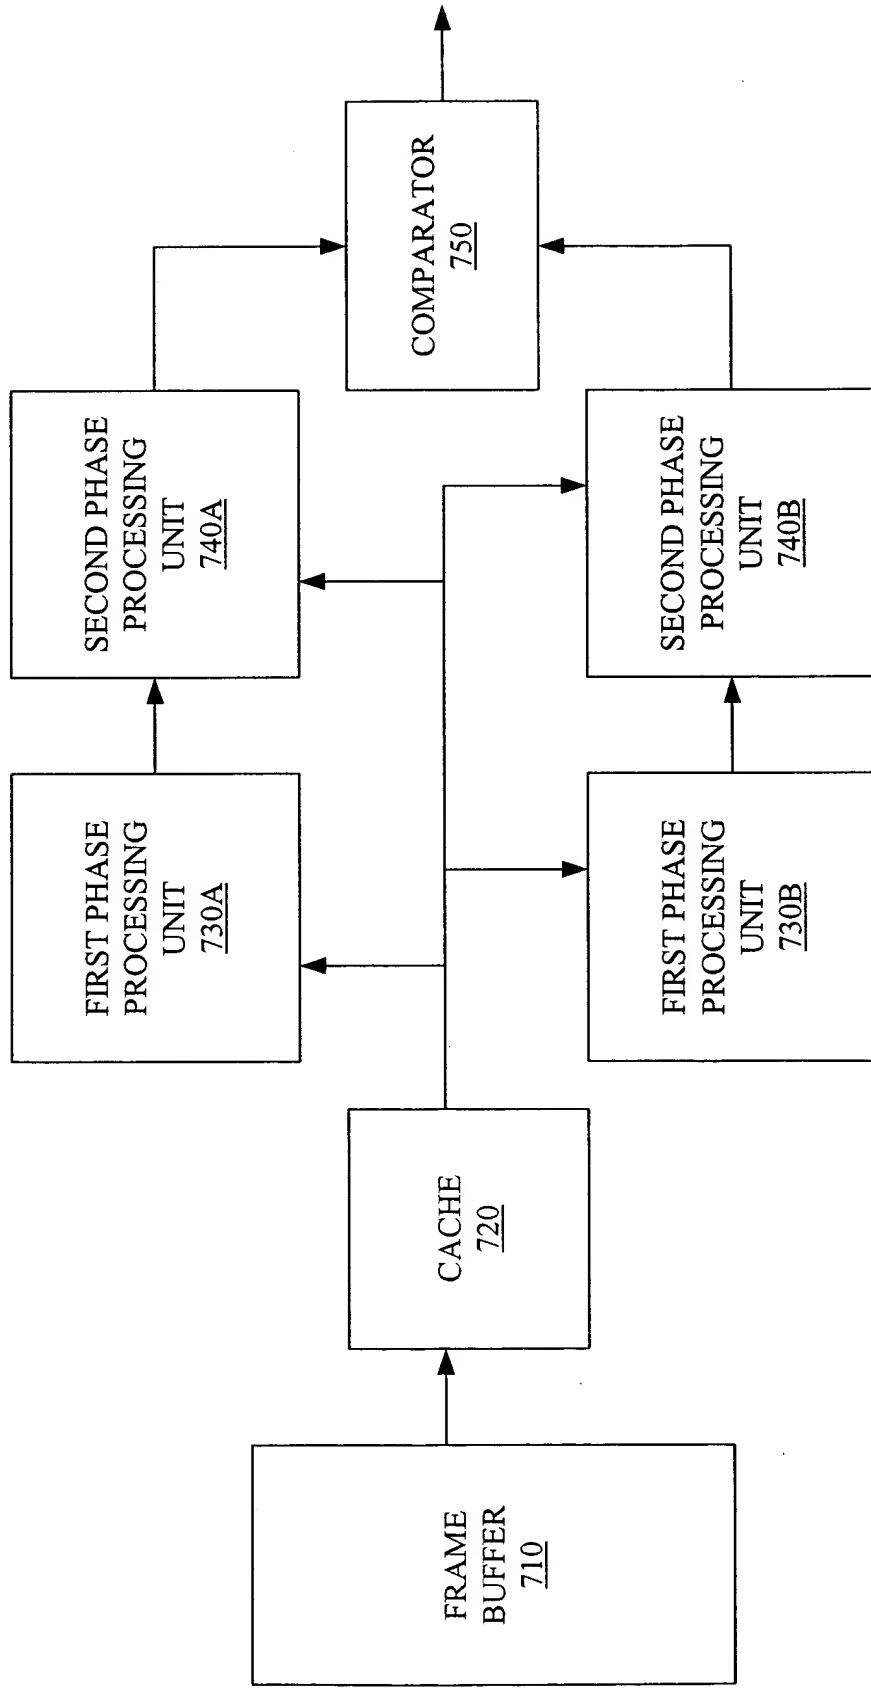 FRAME
BUFFER
710
CACHE
720
FIRST PHASE
PROCESSING
UNIT
730A
SECOND PHASE
PROCESSING
UNIT
740A
FIRST PHASE
PROCESSING
UNIT
730B
SECOND PHASE
PROCESSING
UNIT
740B
COMPARATOR
750